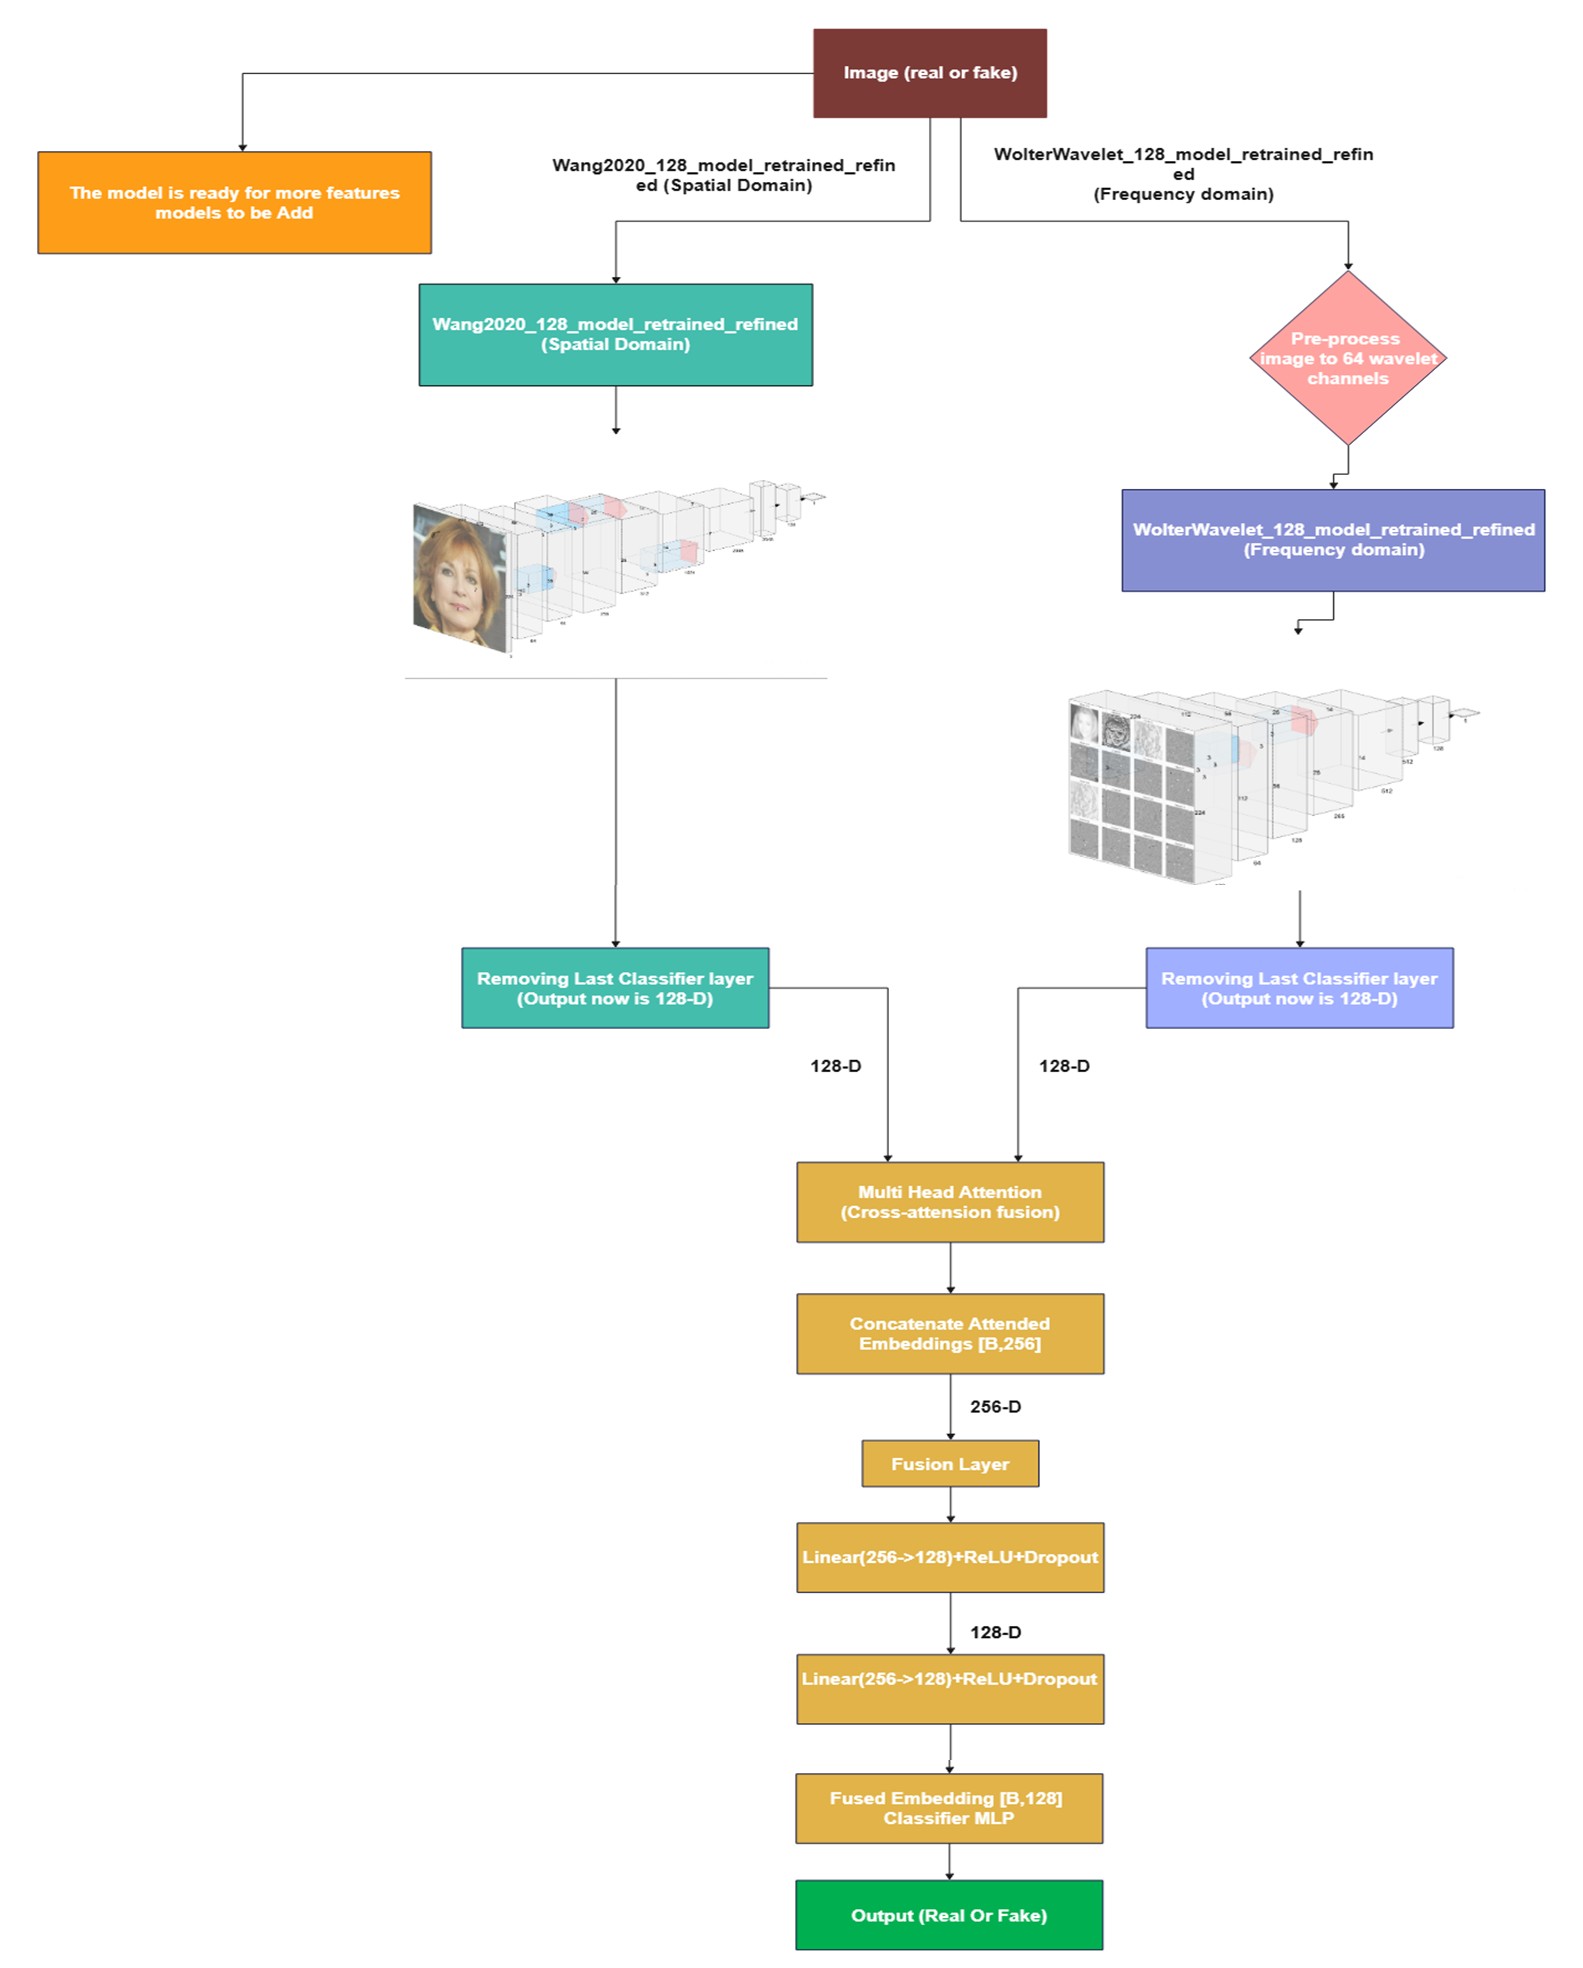 Image (real or fake)
The model is ready for more features
models to be Add
Wang2020_128_model_retrained_refin
ed (Spatial Domain)
WolterWavelet_128_model_retrained_refin
ed
(Frequency domain)
Wang2020_128_model_retrained_refined
(Spatial Domain)
Pre-process
image to 64 wavelet
channels
WolterWavelet_128_model_retrained_refined
(Frequency domain)
Removing Last Classifier layer
(Output now is 128-D)
Removing Last Classifier layer
(Output now is 128-D)
128-D
128-D
Multi Head Attention
(Cross-attension fusion)
Concatenate Attended
Embeddings [B,256]
256-D
Fusion Layer
Linear(256->128)+ReLU+Dropout
128-D
Linear(256->128)+ReLU+Dropout
Fused Embedding [B,128]
Classifier MLP
Output (Real Or Fake)